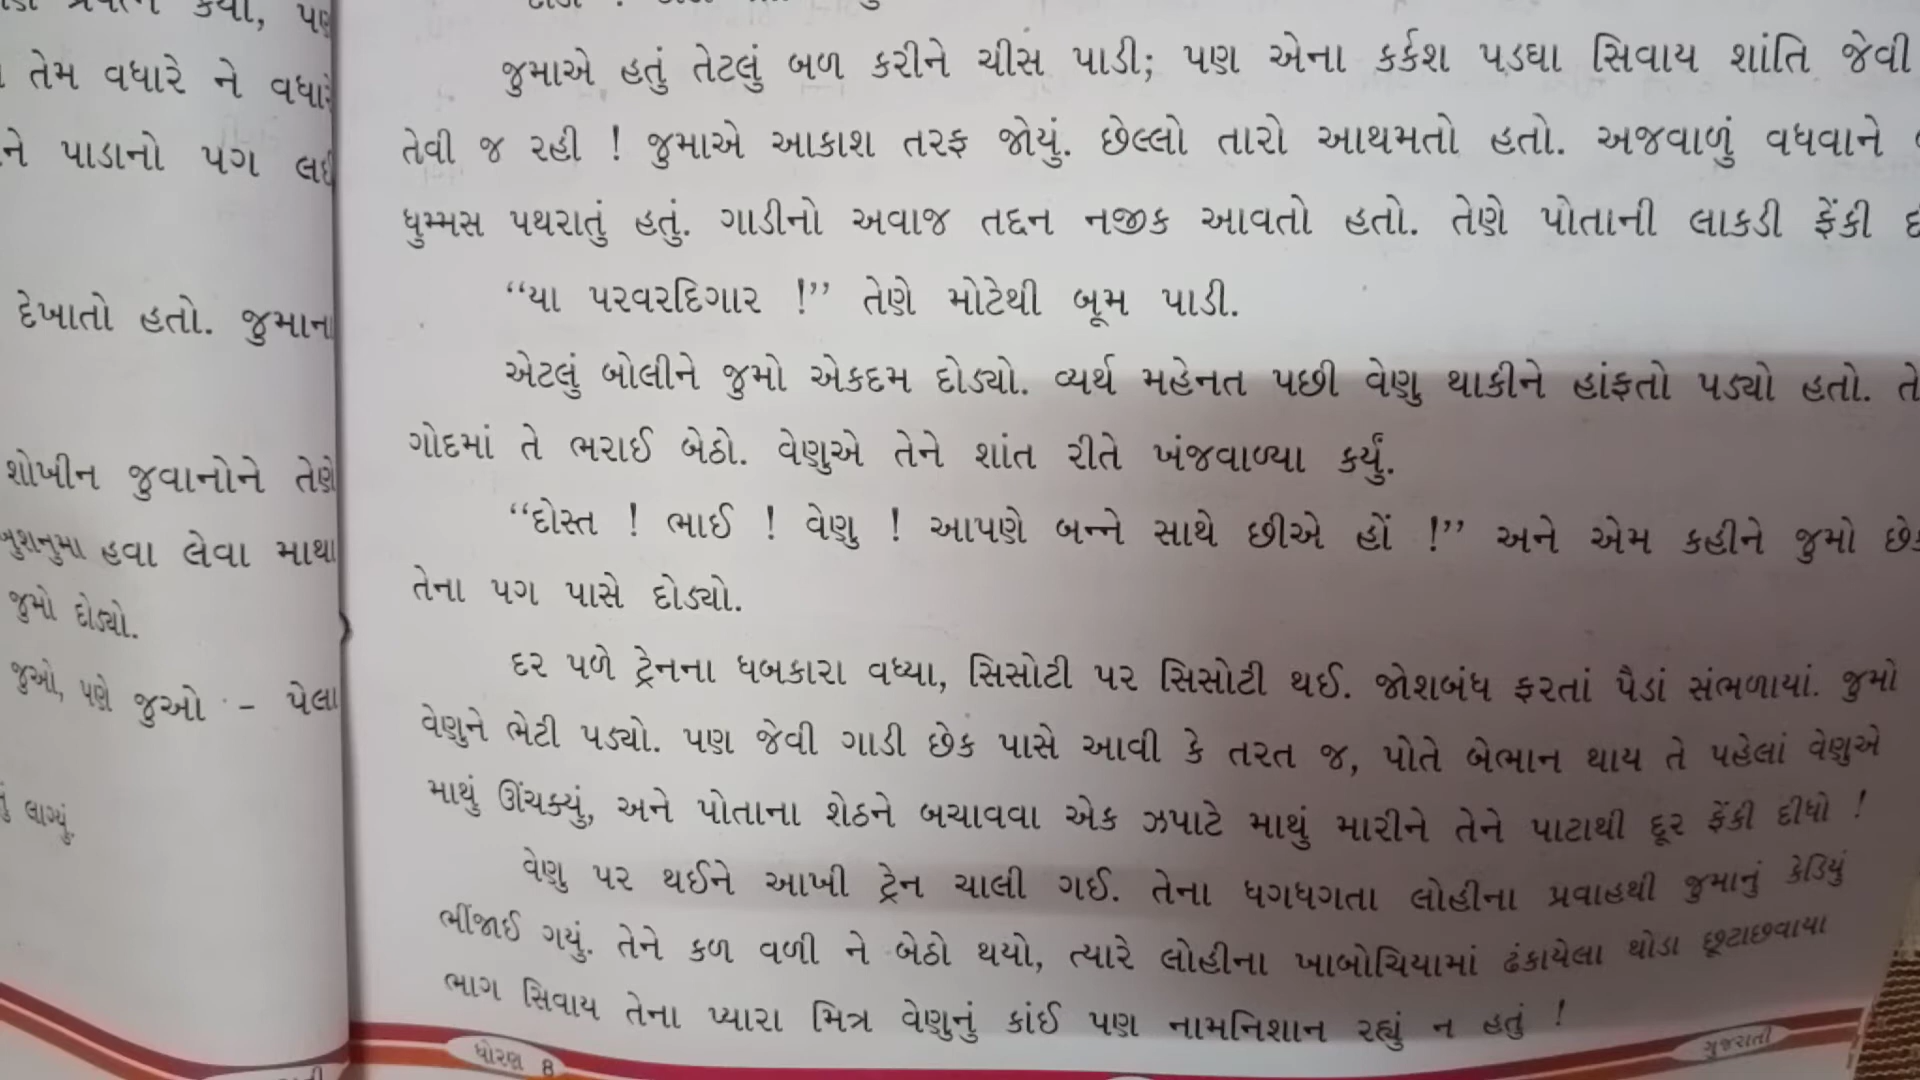 તેમ વધારે ને વધારે
પાડાનો પગ લઈ
દેખાતો હતો. જુમાના
શોખીન જુવાનોને તેણે
હવા લેવા માથા
જુમો દોડ્યો.
જુઓ, પણે જુઓ - પેલા
લાગ્યું.
જુમાએ હતું તેટલું બળ કરીને ચીસ પાડી; પણ એના કર્કશ પડઘા સિવાય શાંતિ જેવી
તેવી જ રહી ! જુમાએ આકાશ તરફ જોયું. છેલ્લો તારો આથમતો હતો. અજવાળું વધવાને
ધુમ્મસ પથરાતું હતું. ગાડીનો અવાજ તદ્દન નજીક આવતો હતો. તેણે પોતાની લાકડી ફેંકી
“યા પરવરદિગાર !” તેણે મોટેથી બૂમ પાડી.
એટલું બોલીને જુમો એકદમ દોડ્યો. વ્યર્થ મહેનત પછી વેણુ થાકીને હાંફતો પડ્યો હતો.
ગોદમાં તે ભરાઈ બેઠો. વેણુએ તેને શાંત રીતે ખંજવાળ્યા કર્યું.
“દોસ્ત ! ભાઈ ! વેણુ ! આપણે બન્ને સાથે છીએ હોં !” અને એમ કહીને જુમો
તેના પગ પાસે દોડ્યો.
દર પળે ટ્રેનના ધબકારા વધ્યા, સિસોટી પર સિસોટી થઈ. જોશબંધ ફરતાં પૈડાં સંભળાયાં. જુમો
વેણુને ભેટી પડ્યો. પણ જેવી ગાડી છેક પાસે આવી કે તરત જ, પોતે બેભાન થાય તે પહેલાં વેણુએ
માથું ઊંચક્યું, અને પોતાના શેઠને બચાવવા એક ઝપાટે માથું મારીને તેને પાટાથી દૂર ફેંકી દીધો !
વેણુ પર થઈને આખી ટ્રેન ચાલી ગઈ. તેના ધગધગતા લોહીના પ્રવાહથી જુમાનું કેડિયું
ભીંજાઈ ગયું. તેને કળ વળી ને બેઠો થયો, ત્યારે લોહીના ખાબોચિયામાં ઢંકાયેલા થોડા છૂટાછવાયા
ભાગ સિવાય તેના પ્યારા મિત્ર વેણુનું કાંઈ પણ નામનિશાન રહ્યું ન હતું !
ધોરણ 8
ગુજરાતી